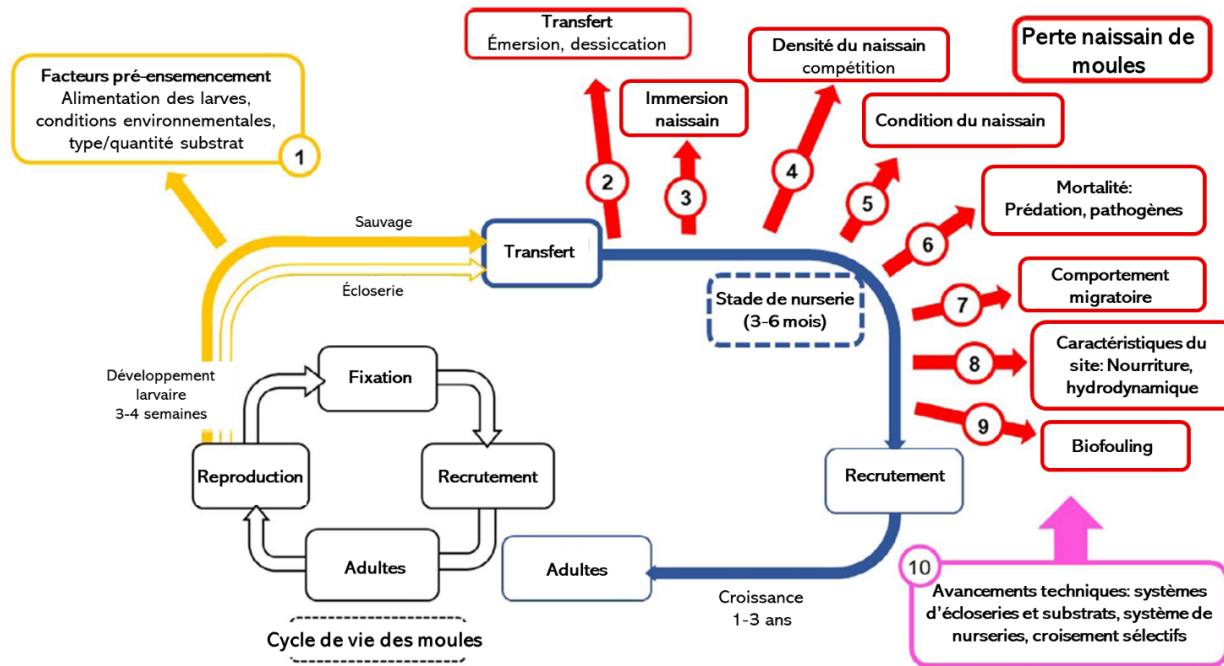 Transfert
Émersion, dessiccation
Densité du naissain
compétition
Perte naissain de
moules
Facteurs pré-ensemencement
Alimentation des larves,
conditions environnementales,
type/quantité substrat
1
Immersion
naissain
Condition du naissain
2
3
4
5
Mortalité:
Prédation, pathogènes
6
Sauvage
Transfert
Écloserie
Stade de nurserie
(3-6 mois)
Comportement
migratoire
7
Caractéristiques du
site: Nourriture,
hydrodynamique
8
9
Biofouling
Développement
larvaire
3-4 semaines
Fixation
Reproduction
Recrutement
Recrutement
Adultes
Adultes
Croissance
1-3 ans
Cycle de vie des moules
10
Avancements techniques: systèmes
d'écloseries et substrats, système de
nurseries, croisement sélectifs